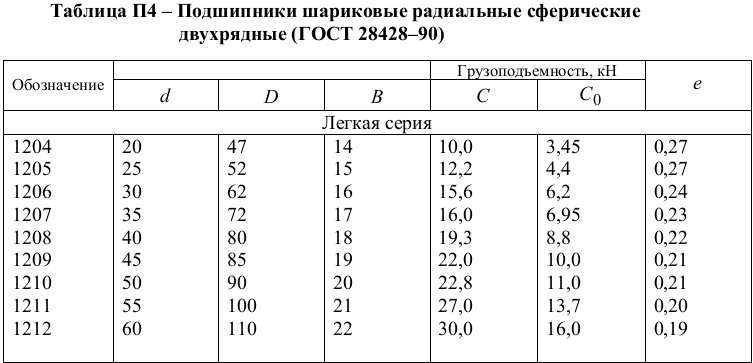 Таблица П4 – Подшипники шариковые радиальные сферические
двухрядные (ГОСТ 28428–90)
Обозначение d D B Грузоподъемность, кН e
C C0
Легкая серия
1204 20 47 14 10,0 3,45 0,27
1205 25 52 15 12,2 4,4 0,27
1206 30 62 16 15,6 6,2 0,24
1207 35 72 17 16,0 6,95 0,23
1208 40 80 18 19,3 8,8 0,22
1209 45 85 19 22,0 10,0 0,21
1210 50 90 20 22,8 11,0 0,21
1211 55 100 21 27,0 13,7 0,20
1212 60 110 22 30,0 16,0 0,19